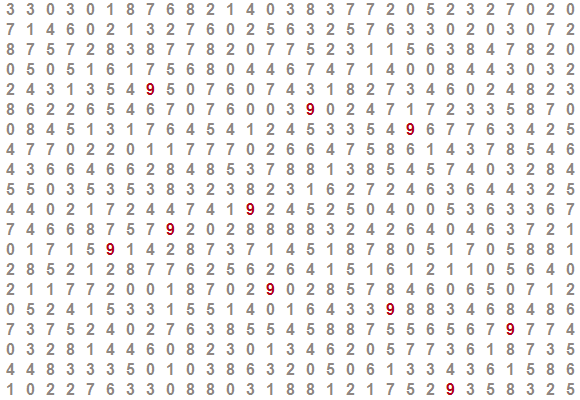 3 3 0 3 0 1 8 7 6 8 2 1 4 0 3 8 3 7 7 2 0 5 2 3 2 7 0 2 0
7 1 4 6 0 2 1 3 2 7 6 0 2 5 6 3 2 5 7 6 3 3 0 2 0 3 0 7 2
8 7 5 7 2 8 3 8 7 7 8 2 0 7 7 5 2 3 1 1 5 6 3 8 4 7 8 2 0
0 5 0 5 1 6 1 7 5 6 8 0 4 4 6 7 4 7 1 4 0 0 8 4 4 3 0 3 2
2 4 3 1 3 5 4 9 5 0 7 6 0 7 4 3 1 8 2 7 3 4 6 0 2 4 8 2 3
8 6 2 2 6 5 4 6 7 0 7 6 0 0 3 9 0 2 4 7 1 7 2 3 3 5 8 7 0
0 8 4 5 1 3 1 7 6 4 5 4 1 2 4 5 3 3 5 4 9 6 7 7 6 3 4 2 5
4 7 7 0 2 2 0 1 1 7 7 7 0 2 6 6 4 7 5 8 6 1 4 3 7 8 5 4 6
4 3 6 6 4 6 6 2 8 4 8 5 3 7 8 8 1 3 8 5 4 5 7 4 0 3 2 8 4
5 5 0 3 5 3 5 3 8 3 2 3 8 2 3 1 6 2 7 2 4 6 3 6 4 4 3 2 5
4 4 0 2 1 7 2 4 4 7 4 1 9 2 4 5 2 5 0 4 0 0 5 3 6 3 3 6 7
7 4 6 6 8 7 5 7 9 2 0 2 8 8 8 8 3 2 4 2 6 4 0 4 6 3 7 2 1
0 1 7 1 5 9 1 4 2 8 7 3 7 1 4 5 1 8 7 8 0 5 1 7 0 5 8 8 1
2 8 5 2 1 2 8 7 7 6 2 5 6 2 6 4 1 5 1 6 1 2 1 1 0 5 6 4 0
2 1 1 7 7 2 0 0 1 8 7 0 2 9 0 2 8 5 7 8 4 6 0 6 5 0 7 1 2
0 5 2 4 1 5 3 3 1 5 5 1 4 0 1 6 4 3 3 9 8 8 3 4 6 8 4 8 6
7 3 7 5 2 4 0 2 7 6 3 8 5 5 4 5 8 8 7 5 5 6 5 6 7 9 7 7 4
0 3 2 8 1 4 4 6 0 8 2 3 0 1 3 4 6 2 0 5 7 7 3 6 1 8 7 3 5
4 4 8 3 3 3 5 0 1 0 3 8 6 3 2 0 5 0 6 1 3 3 4 3 6 1 5 8 6
1 0 2 2 7 6 3 3 0 8 8 0 3 1 8 8 1 2 1 7 5 2 9 3 5 8 3 2 5